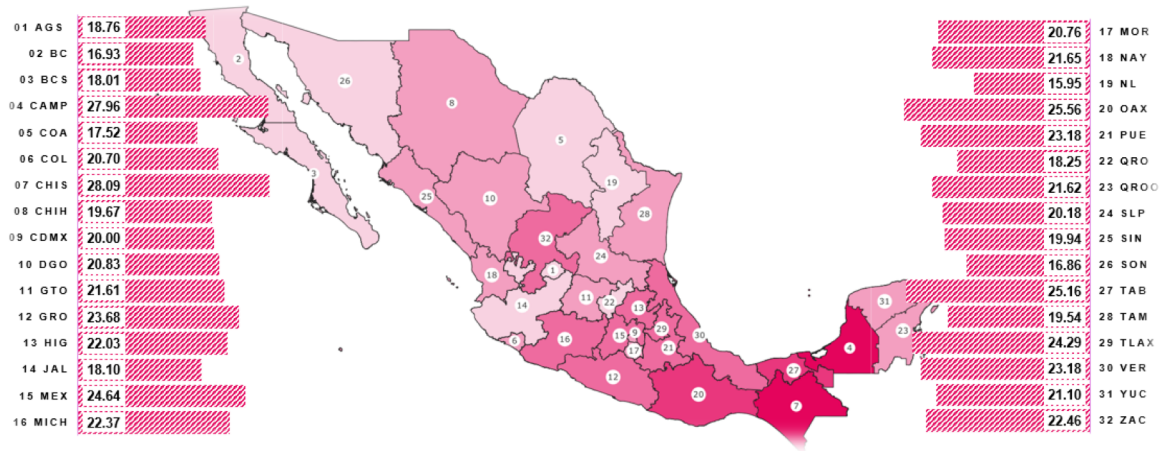 01 AGS 18.76
02 BC 16.93
03 BCS 18.01
04 CAMP 27.96
05 COA 17.52
06 COL 20.70
07 CHIS 28.09
08 CHIH 19.67
09 CDMX 20.00
10 DGO 20.83
11 GTO 21.61
12 GRO 23.68
13 HIG 22.03
14 JAL 18.10
15 MEX 24.64
16 MICH 22.37
2
26
8
5
3
19
25
10
28
32
24
18
1
14
11
22
13
6
16
15
9
29
17
21
30
12
20
27
7
4
31
23
20.76 17 MOR
21.65 18 NAY
15.95 19 NL
25.56 20 OAX
23.18 21 PUE
18.25 22 QRO
21.62 23 QROO
20.18 24 SLP
19.94 25 SIN
16.86 26 SON
25.16 27 TAB
19.54 28 TAM
24.29 29 TLAX
23.18 30 VER
21.10 31 YUC
22.46 32 ZAC